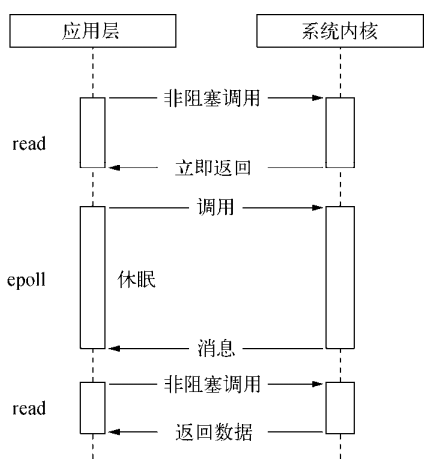 应用层
系统内核
非阻塞调用
read
立即返回
调用
epoll
休眠
消息
非阻塞调用
read
返回数据